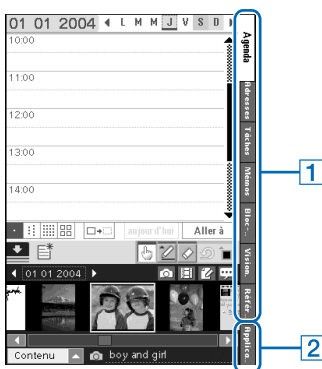 01 01 2004 L M M J V S D
10:00
11:00
12:00
13:00
14:00
aujourd'hui Aller à
01 01 2004
Contenu boy and girl
Agenda
Adresses
Tâches
Mémos
Bloc-..
Vision.
Référ.
Applica.
1
2